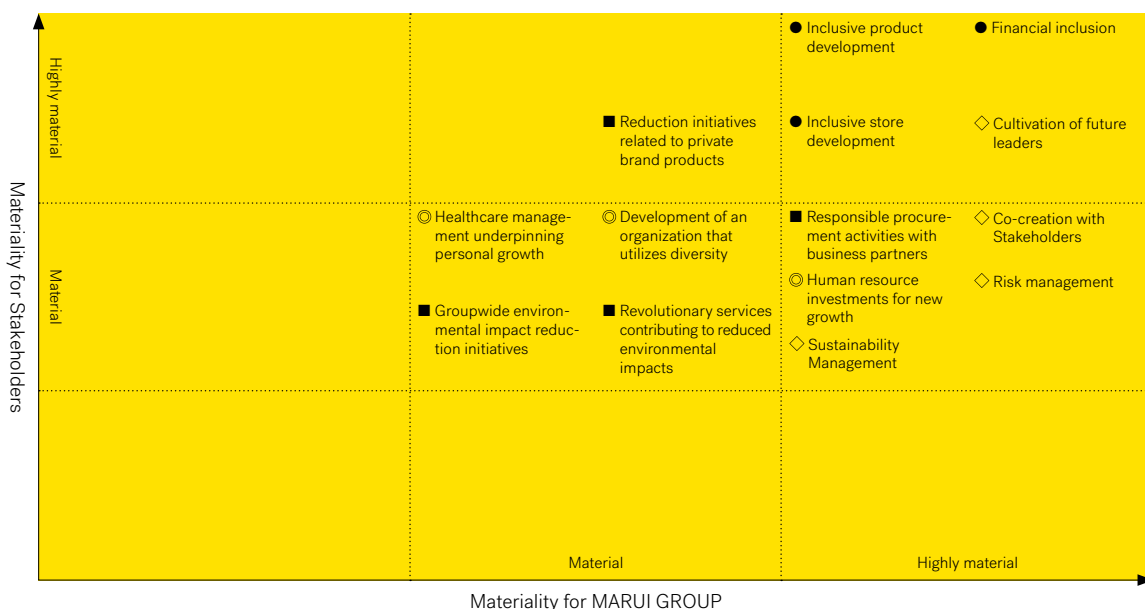 Materiality for Stakeholders
Highly material
Material
● Inclusive product
development
● Financial inclusion
■ Reduction initiatives
related to private
brand products
● Inclusive store
development
◇ Cultivation of future
leaders
◎ Healthcare manage-
ment underpinning
personal growth
◎ Development of an
organization that
utilizes diversity
■ Responsible procure-
ment activities with
business partners
◇ Co-creation with
Stakeholders
◎ Human resource
investments for new
growth
◇ Risk management
■ Groupwide environ-
mental impact reduc-
tion initiatives
■ Revolutionary services
contributing to reduced
environmental
impacts
◇ Sustainability
Management
Material
Highly material
Materiality for MARUI GROUP